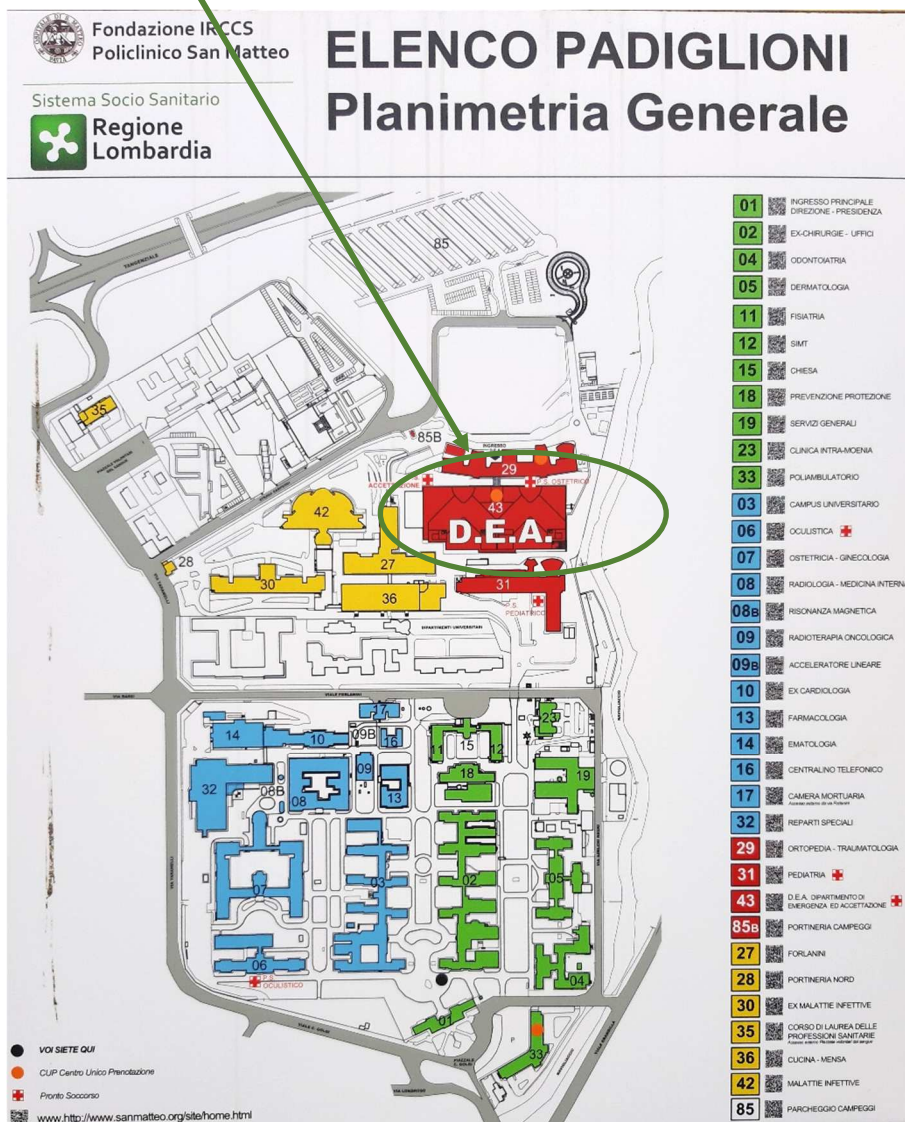 Fondazione IRCCS
Policlinico San Matteo
Sistema Socio Sanitario
Regione
Lombardia
ELENCO PADIGLIONI
Planimetria Generale
TANGENZIALE
85
35
85B
INGRESSO
29
ACCETTAZIONE
P.S. OSTETRICO
43
D.E.A.
42
28
27
30
36
31
P.S.
PEDIATRICO
DIPARTIMENTI UNIVERSITARI
VIALE FORLANINI
17
14
10
09B
16
11
15
12
23
32
08B
08
09
13
18
19
07
03
02
05
06
P.S.
OCULISTICO
04
01
VIALE C. GOLGI
PIAZZALE
C. GOLGI
P
33
01 INGRESSO PRINCIPALE
DIREZIONE - PRESIDENZA
02 EX-CHIRURGIE - UFFICI
04 ODONTOIATRIA
05 DERMATOLOGIA
11 FISIATRIA
12 SIMT
15 CHIESA
18 PREVENZIONE PROTEZIONE
19 SERVIZI GENERALI
23 CLINICA INTRA-MOENIA
33 POLIAMBULATORIO
03 CAMPUS UNIVERSITARIO
06 OCULISTICA
07 OSTETRICIA - GINECOLOGIA
08 RADIOLOGIA - MEDICINA INTERNA
08B RISONANZA MAGNETICA
09 RADIOTERAPIA ONCOLOGICA
09B ACCELERATORE LINEARE
10 EX CARDIOLOGIA
13 FARMACOLOGIA
14 EMATOLOGIA
16 CENTRALINO TELEFONICO
17 CAMERA MORTUARIA
32 REPARTI SPECIALI
29 ORTOPEDIA - TRAUMATOLOGIA
31 PEDIATRIA
43 D.E.A. DIPARTIMENTO DI
EMERGENZA ED ACCETTAZIONE
85B PORTINERIA CAMPEGGI
27 FORLANINI
28 PORTINERIA NORD
30 EX MALATTIE INFETTIVE
35 CORSO DI LAUREA DELLE
PROFESSIONI SANITARIE
36 CUCINA - MENSA
42 MALATTIE INFETTIVE
85 PARCHEGGIO CAMPEGGI
VOI SIETE QUI
CUP Centro Unico Prenotazione
Pronto Soccorso
www.http://www.sanmatteo.org/site/home.html